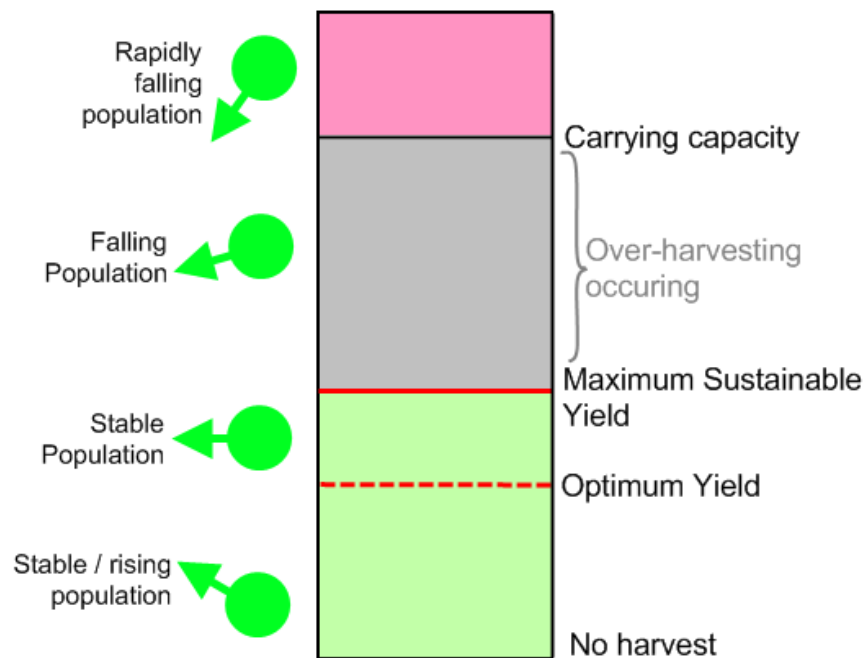 Rapidly
falling
population
Carrying capacity
Falling
Population
Over-harvesting
occuring
Maximum Sustainable
Yield
Stable
Population
Optimum Yield
Stable / rising
population
No harvest